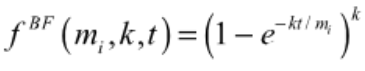 f^{BF}(m_i, k, t) = (1 − e^{−kt / m_i})^k